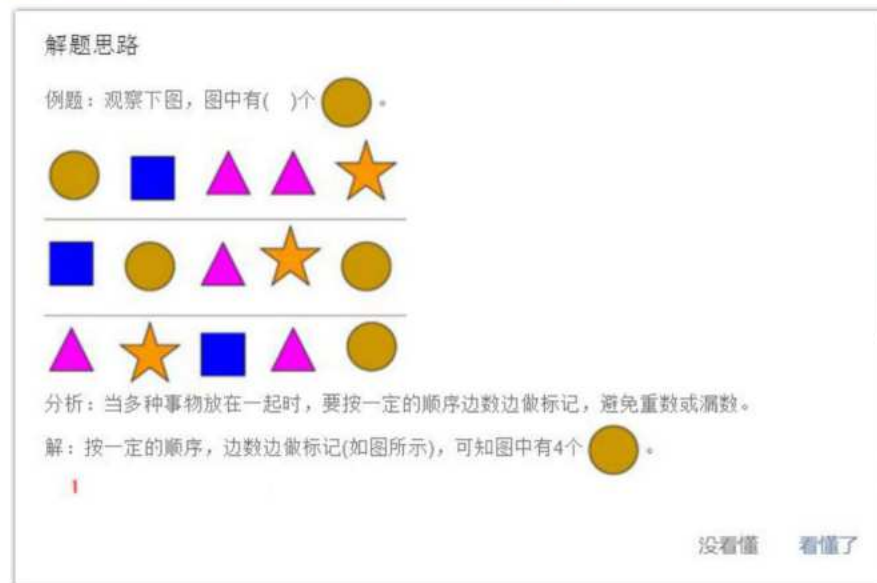 解题思路
例题：观察下图，图中有(  )个。
分析：当多种事物放在一起时，要按一定的顺序边数边做标记，避免重数或漏数。
解：按一定的顺序，边数边做标记(如图所示)，可知图中有4个。
1
没看懂 看懂了